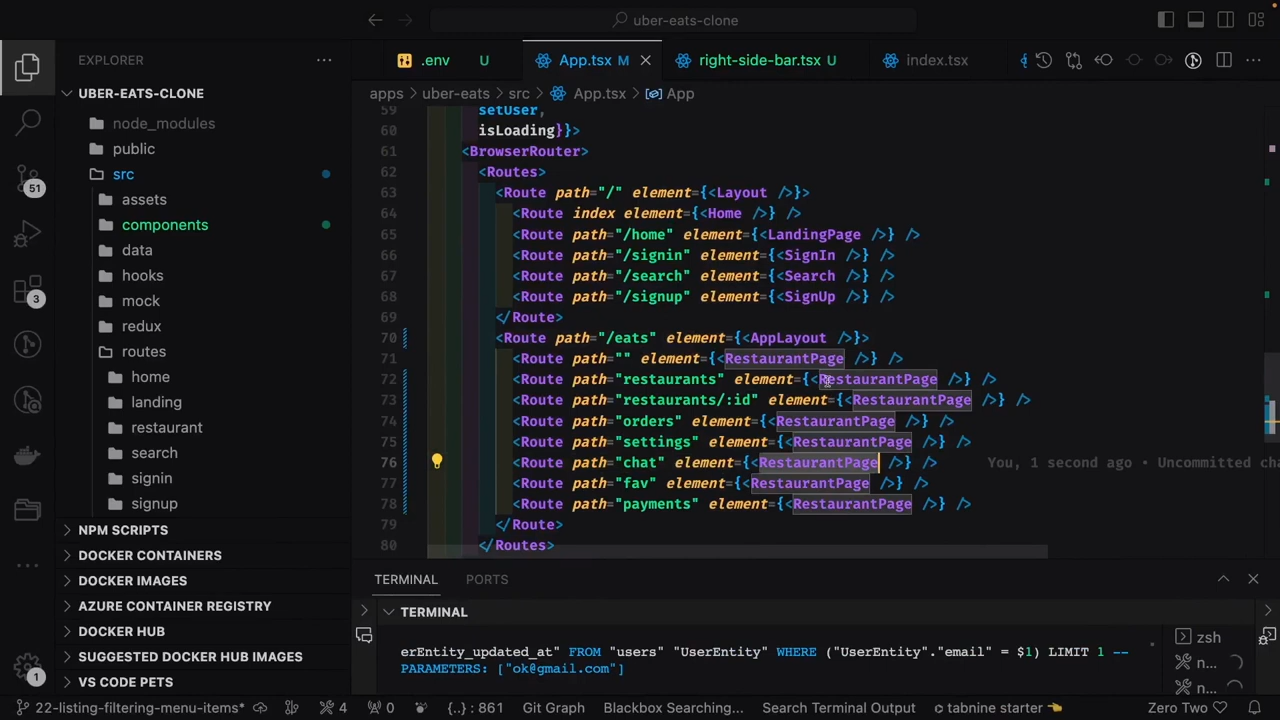 uber-eats-clone
EXPLORER
.env U
App.tsx M
right-side-bar.tsx U
index.tsx
UBER-EATS-CLONE
apps > uber-eats > src > App.tsx > App
node_modules
public
src
assets
components
data
hooks
mock
redux
routes
home
landing
restaurant
search
signin
signup
59 setUser,
60 isLoading}}>
61 <BrowserRouter>
62 <Routes>
63 <Route path="/" element={<Layout />}>
64 <Route index element={<Home />} />
65 <Route path="/home" element={<LandingPage />} />
66 <Route path="/signin" element={<SignIn />} />
67 <Route path="/search" element={<Search />} />
68 <Route path="/signup" element={<SignUp />} />
69 </Route>
70 <Route path="/eats" element={<AppLayout />}>
71 <Route path="" element={<RestaurantPage />} />
72 <Route path="restaurants" element={<RestaurantPage />} />
73 <Route path="restaurants/:id" element={<RestaurantPage />} />
74 <Route path="orders" element={<RestaurantPage />} />
75 <Route path="settings" element={<RestaurantPage />} />
76 <Route path="chat" element={<RestaurantPage />} /> You, 1 second ago • Uncommitted cha
77 <Route path="fav" element={<RestaurantPage />} />
78 <Route path="payments" element={<RestaurantPage />} />
79 </Route>
80 </Routes>
51
3
1
NPM SCRIPTS
DOCKER CONTAINERS
DOCKER IMAGES
AZURE CONTAINER REGISTRY
DOCKER HUB
SUGGESTED DOCKER HUB IMAGES
VS CODE PETS
TERMINAL PORTS
TERMINAL
erEntity_updated_at" FROM "users" "UserEntity" WHERE ("UserEntity"."email" = $1) LIMIT 1 --
PARAMETERS: ["ok@gmail.com"]
zsh
n...
n...
22-listing-filtering-menu-items* 4 0 {..} : 861 Git Graph Blackbox Searching... Search Terminal Output tabnine starter Zero Two